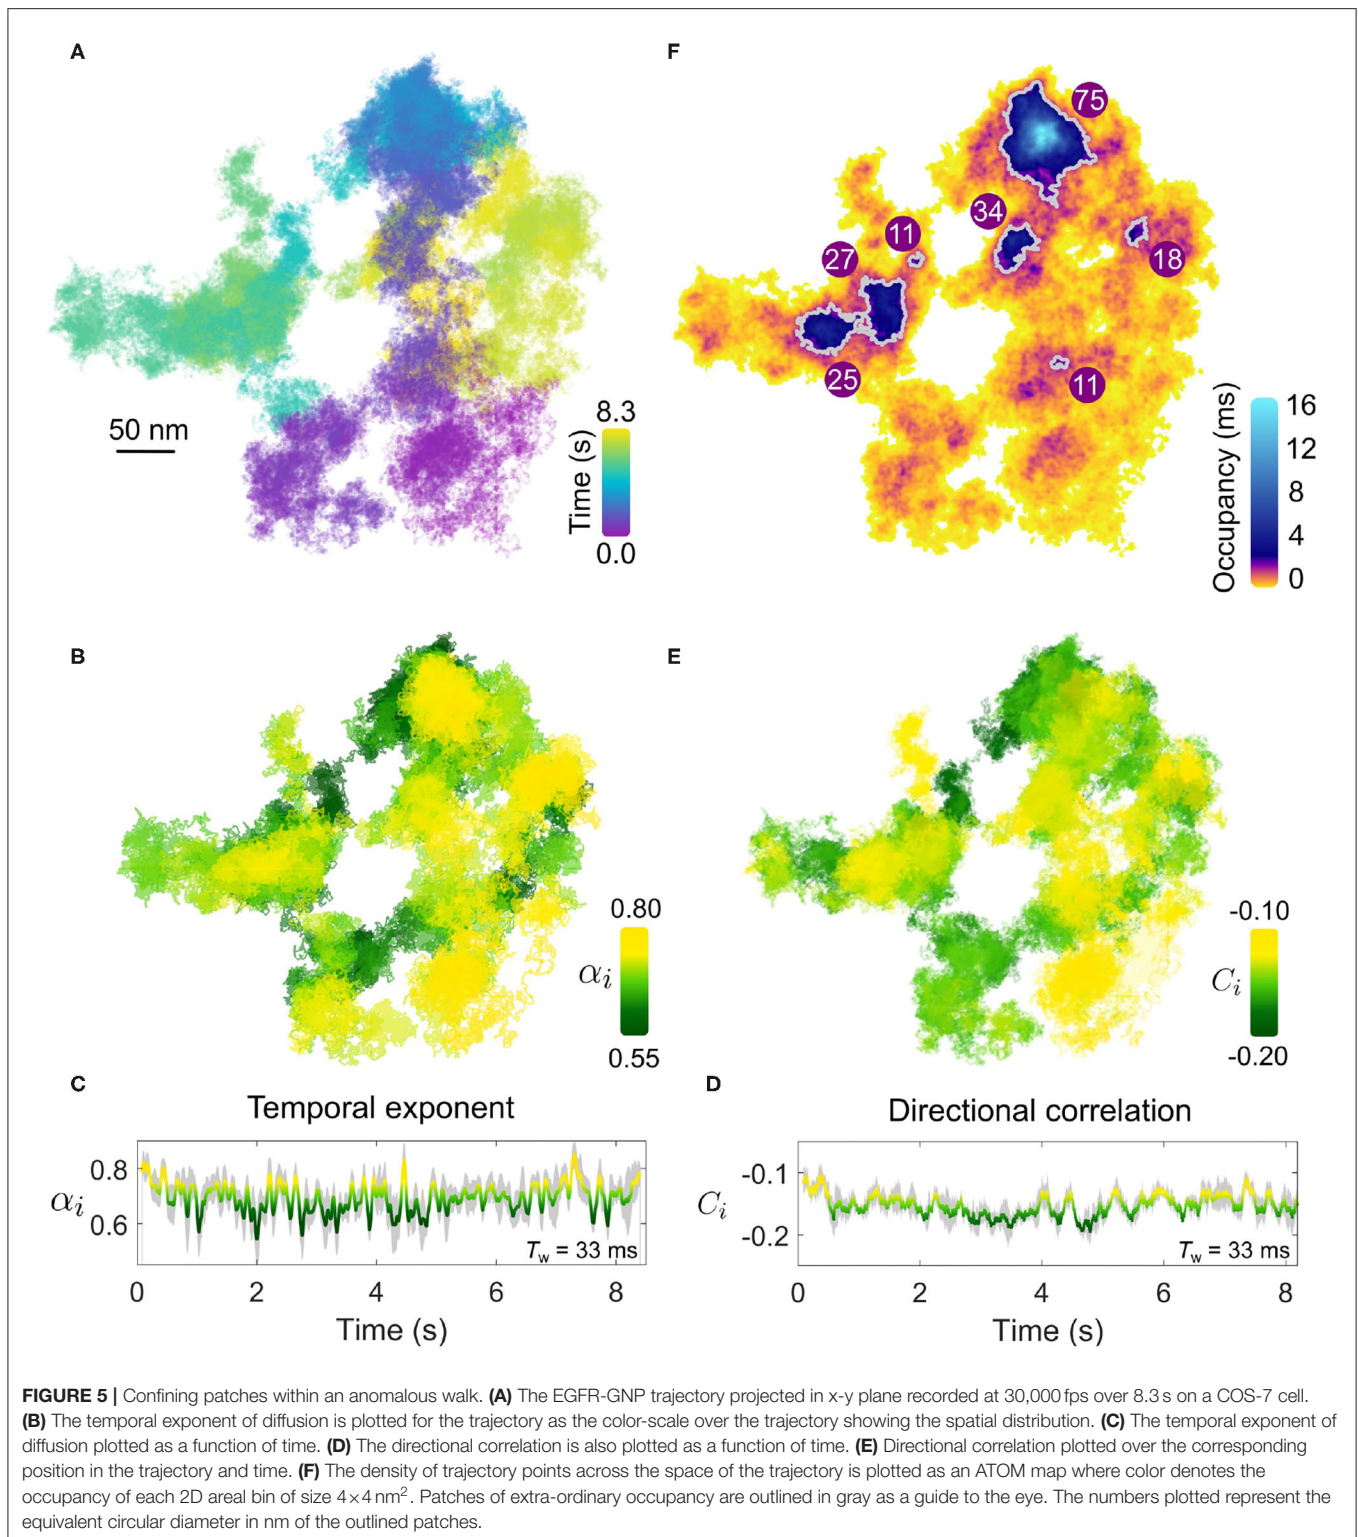 A
F
75
34
11
27
18
25
11
50 nm
8.3
Time (s)
0.0
16
12
8
4
0
Occupancy (ms)
B
E
0.80
αi
0.55
-0.10
Ci
-0.20
C
Temporal exponent
0.8
αi
0.6
Tw = 33 ms
0 2 4 6 8
Time (s)
D
Directional correlation
-0.1
Ci
-0.2
Tw = 33 ms
0 2 4 6 8
Time (s)
FIGURE 5 | Confining patches within an anomalous walk. (A) The EGFR-GNP trajectory projected in x-y plane recorded at 30,000 fps over 8.3 s on a COS-7 cell.
(B) The temporal exponent of diffusion is plotted for the trajectory as the color-scale over the trajectory showing the spatial distribution. (C) The temporal exponent of
diffusion plotted as a function of time. (D) The directional correlation is also plotted as a function of time. (E) Directional correlation plotted over the corresponding
position in the trajectory and time. (F) The density of trajectory points across the space of the trajectory is plotted as an ATOM map where color denotes the
occupancy of each 2D areal bin of size 4×4 nm². Patches of extra-ordinary occupancy are outlined in gray as a guide to the eye. The numbers plotted represent the
equivalent circular diameter in nm of the outlined patches.